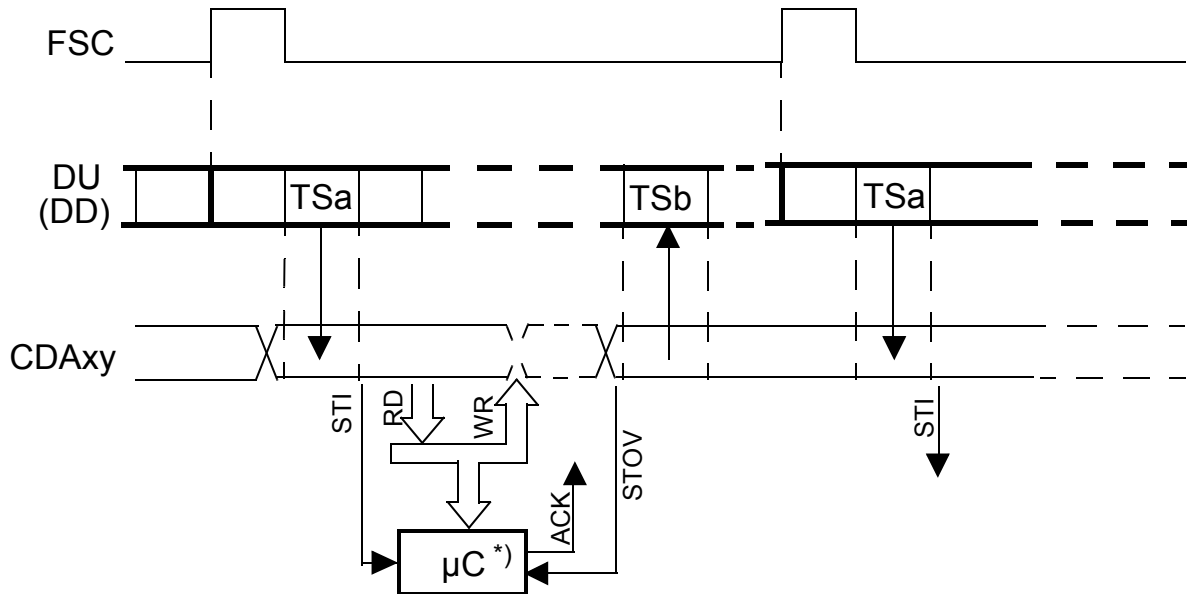 FSC
DU
(DD)
TSa
TSb
TSa
CDAxy
STI
RD
WR
ACK
STOV
STI
µC *)